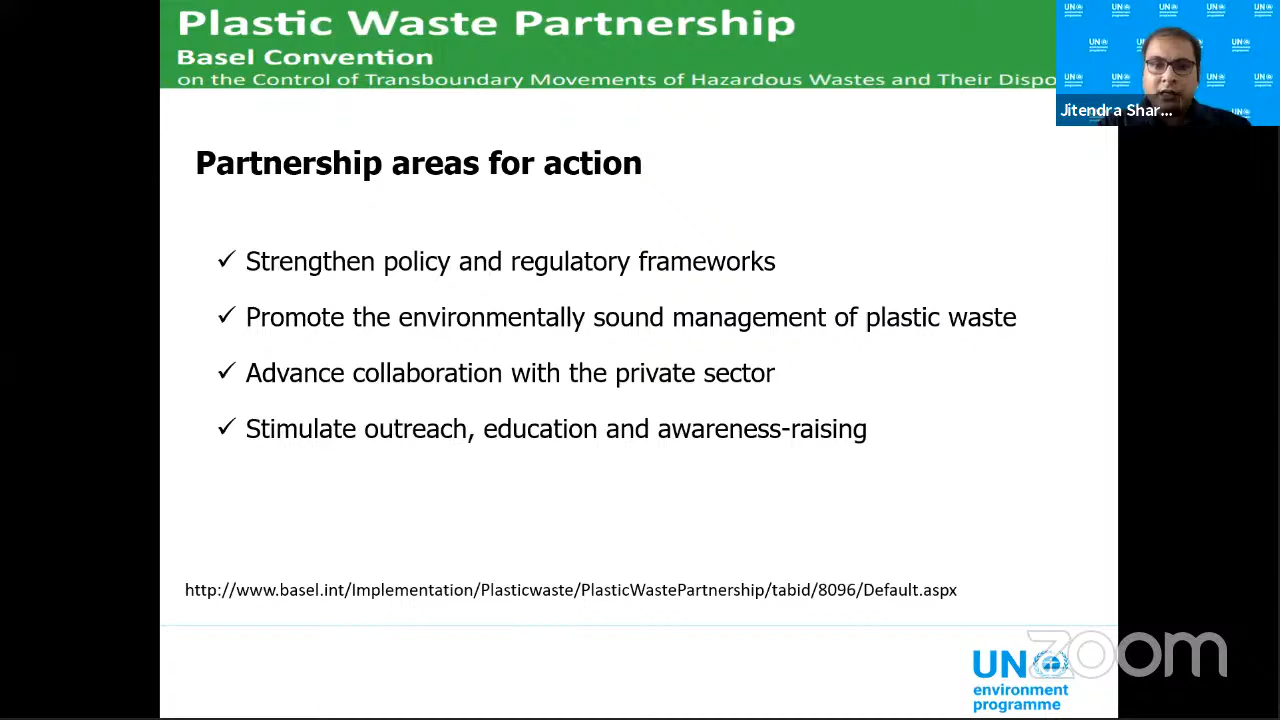 Plastic Waste Partnership
Basel Convention
on the Control of Transboundary Movements of Hazardous Wastes and Their Dispo
Jitendra Shar...
Partnership areas for action
✓ Strengthen policy and regulatory frameworks
✓ Promote the environmentally sound management of plastic waste
✓ Advance collaboration with the private sector
✓ Stimulate outreach, education and awareness-raising
http://www.basel.int/Implementation/Plasticwaste/PlasticWastePartnership/tabid/8096/Default.aspx
zoom
UN
environment
programme